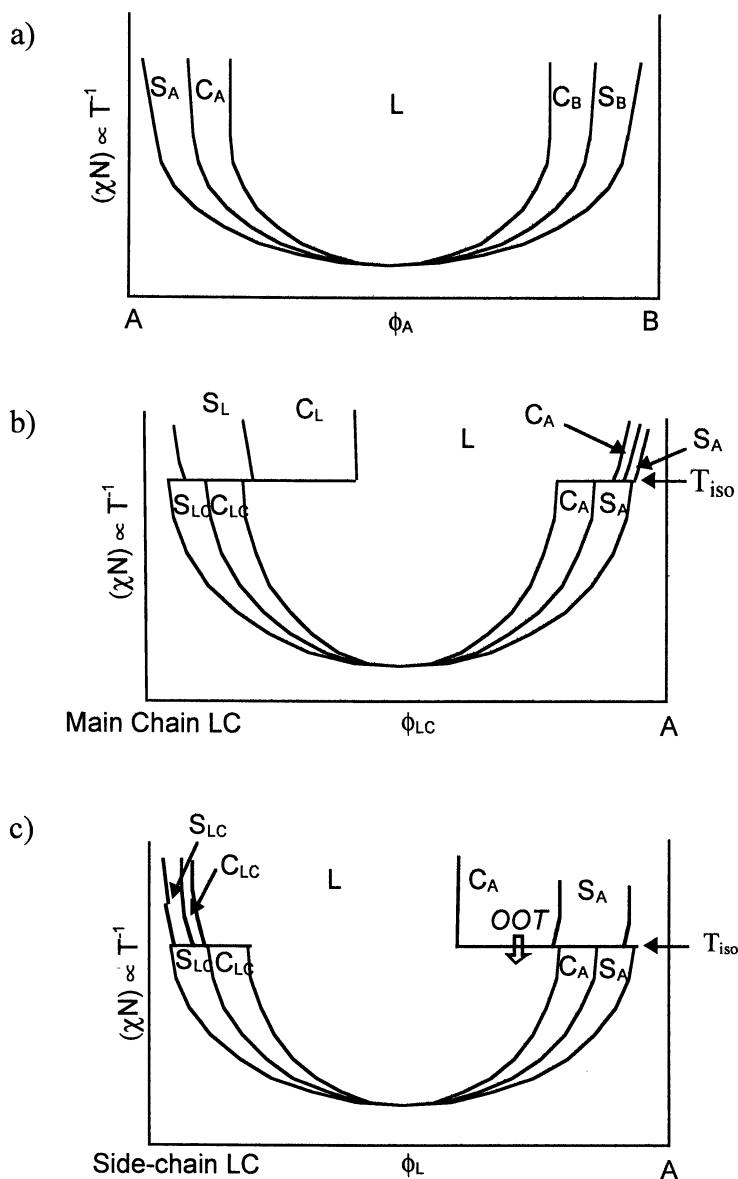 a)
S_A C_A L C_B S_B
(χN) ∝ T⁻¹
A ϕ_A B
b)
S_L C_L L C_A S_A
T_iso
S_LC C_LC C_A S_A
(χN) ∝ T⁻¹
Main Chain LC ϕ_LC A
c)
S_LC
C_LC L C_A S_A
OOT
T_iso
S_LC C_LC C_A S_A
(χN) ∝ T⁻¹
Side-chain LC ϕ_L A